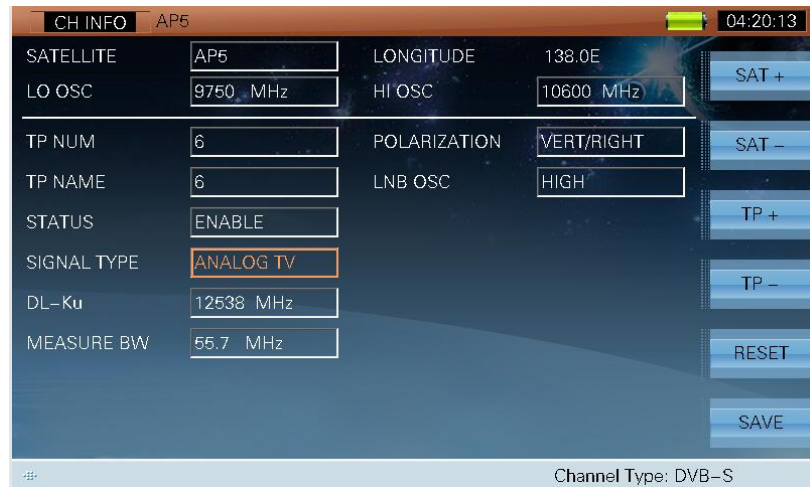 CH INFO AP5 04:20:13
SATELLITE AP5 LONGITUDE 138.0E
LO OSC 9750 MHz HI OSC 10600 MHz
TP NUM 6 POLARIZATION VERT/RIGHT
TP NAME 6 LNB OSC HIGH
STATUS ENABLE
SIGNAL TYPE ANALOG TV
DL-Ku 12538 MHz
MEASURE BW 55.7 MHz
SAT +
SAT -
TP +
TP -
RESET
SAVE
Channel Type: DVB-S